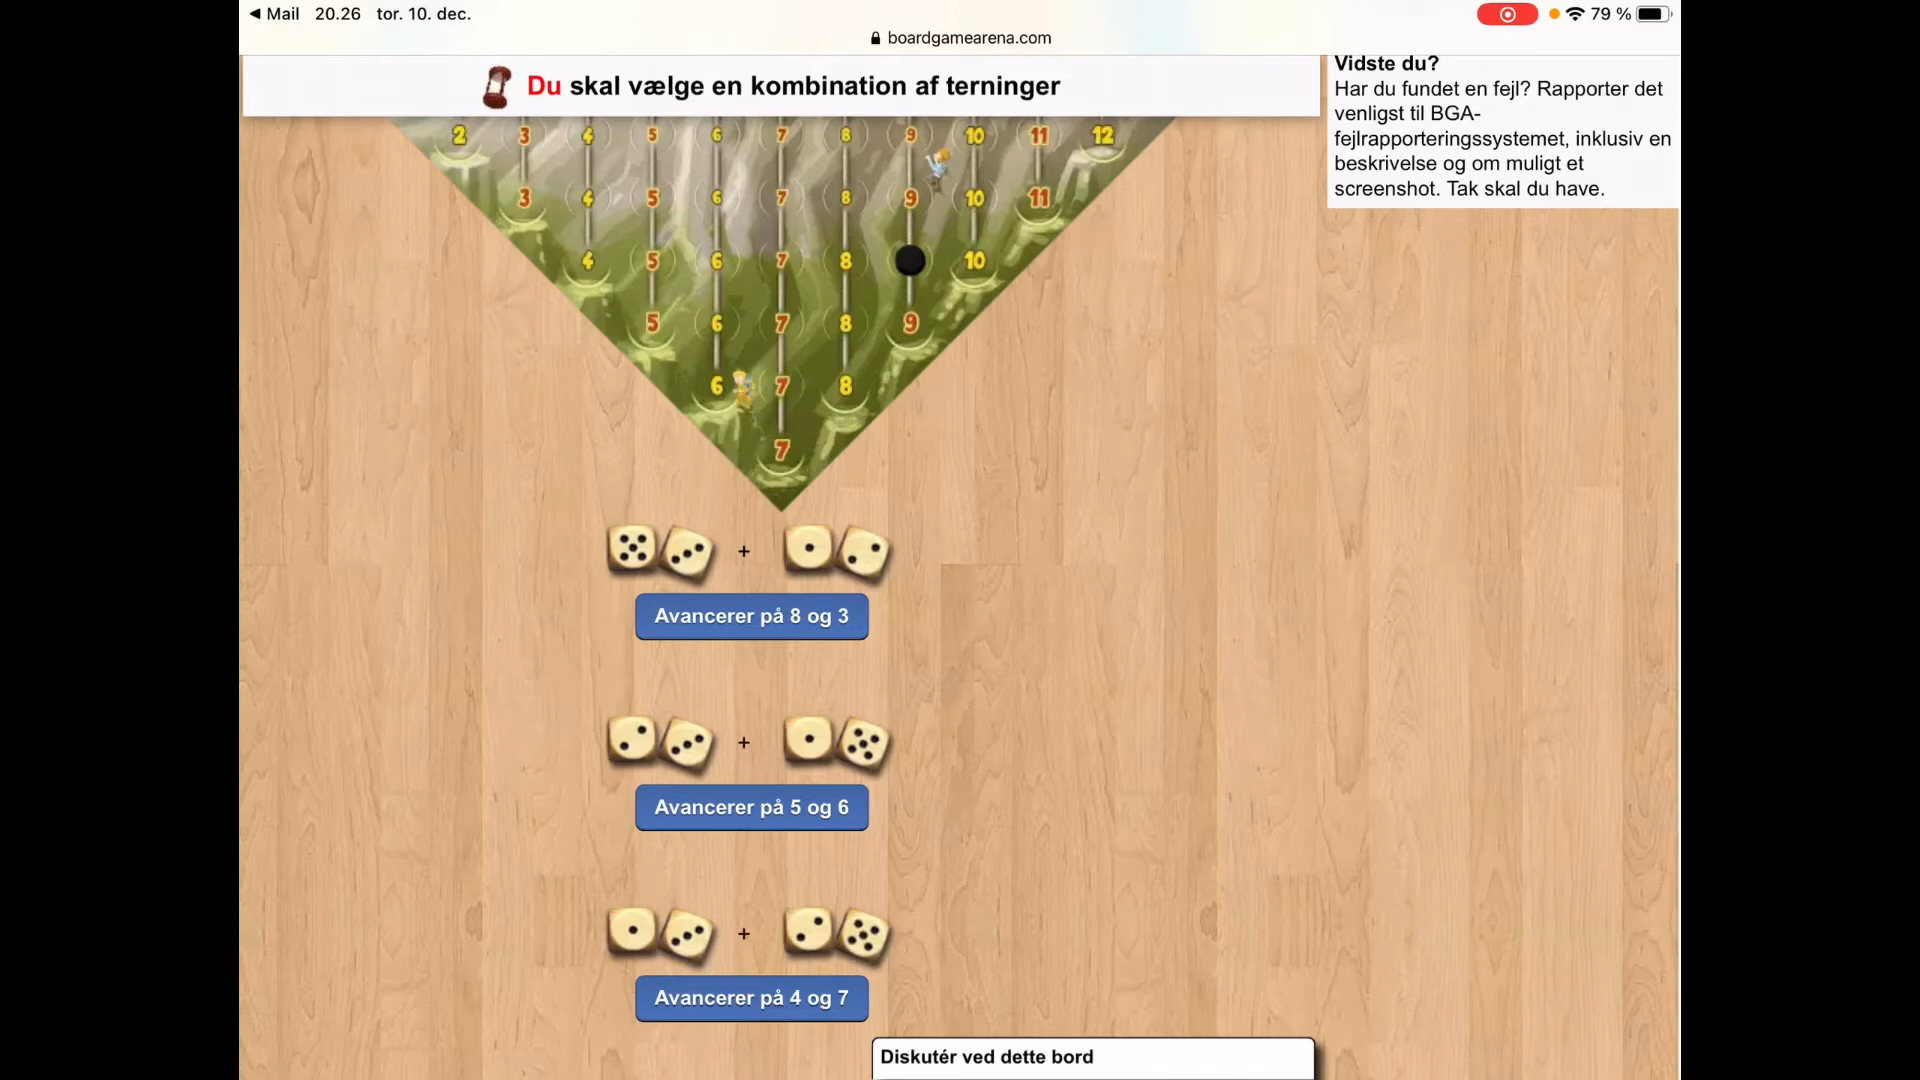 ◀ Mail 20.26 tor. 10. dec.
79 %
boardgamearena.com
Du skal vælge en kombination af terninger
Vidste du?
Har du fundet en fejl? Rapporter det
venligst til BGA-
fejlrapporteringssystemet, inklusiv en
beskrivelse og om muligt et
screenshot. Tak skal du have.
2 3 4 5 6 7 8 9 10 11 12
3 4 5 6 7 8 9 10 11
4 5 6 7 8 10
5 6 7 8 9
6 7 8
7
+
Avancerer på 8 og 3
+
Avancerer på 5 og 6
+
Avancerer på 4 og 7
Diskutér ved dette bord